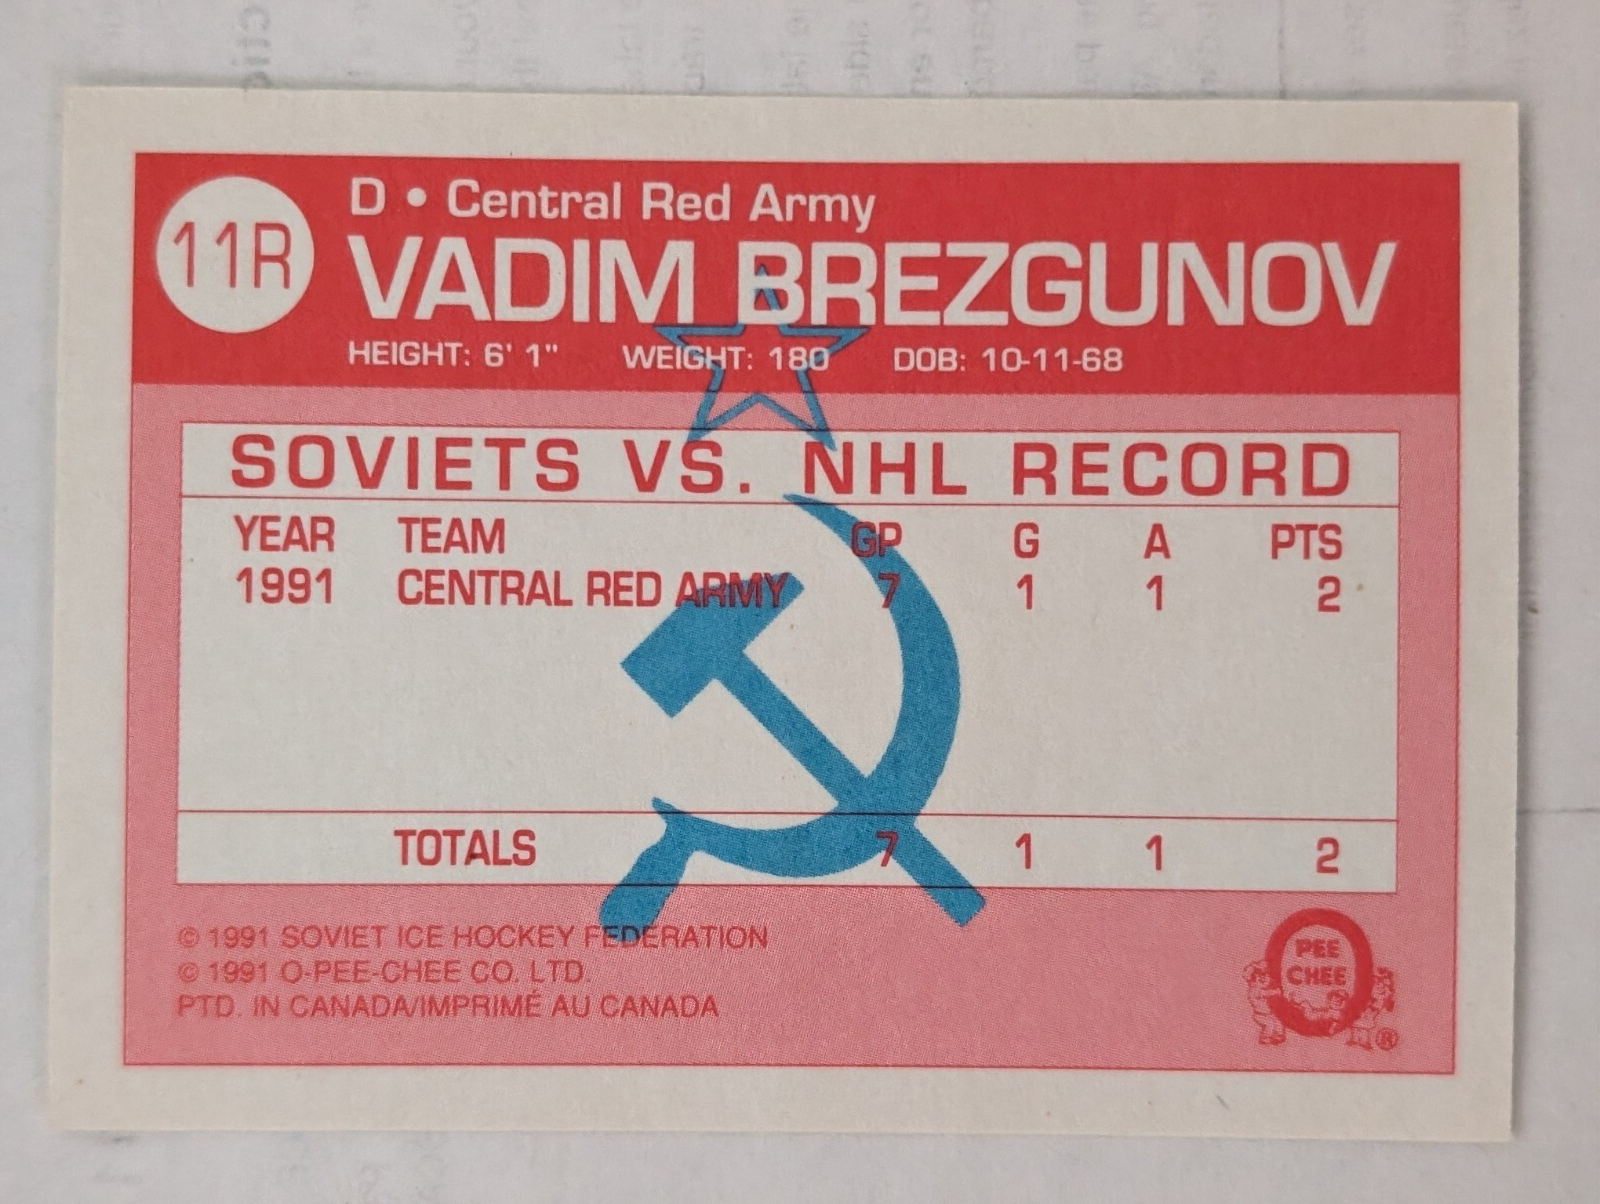 11R
D • Central Red Army
VADIM BREZGUNOV
HEIGHT: 6' 1" WEIGHT: 180 DOB: 10-11-68
SOVIETS VS. NHL RECORD
YEAR TEAM GP G A PTS
1991 CENTRAL RED ARMY 7 1 1 2
TOTALS 7 1 1 2
© 1991 SOVIET ICE HOCKEY FEDERATION
© 1991 O-PEE-CHEE CO. LTD.
PTD. IN CANADA/IMPRIMÉ AU CANADA
O
PEE
CHEE
®